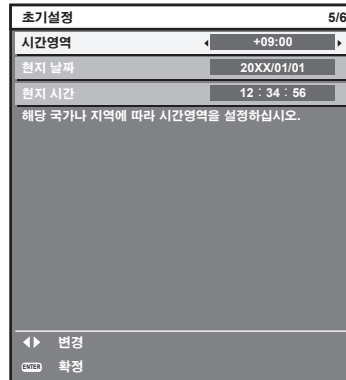 초기설정 5/6
시간영역 +09:00
현지 날짜 20XX/01/01
현지 시간 12 : 34 : 56
해당 국가나 지역에 따라 시간영역을 설정하십시오.
변경
ENTER 확정